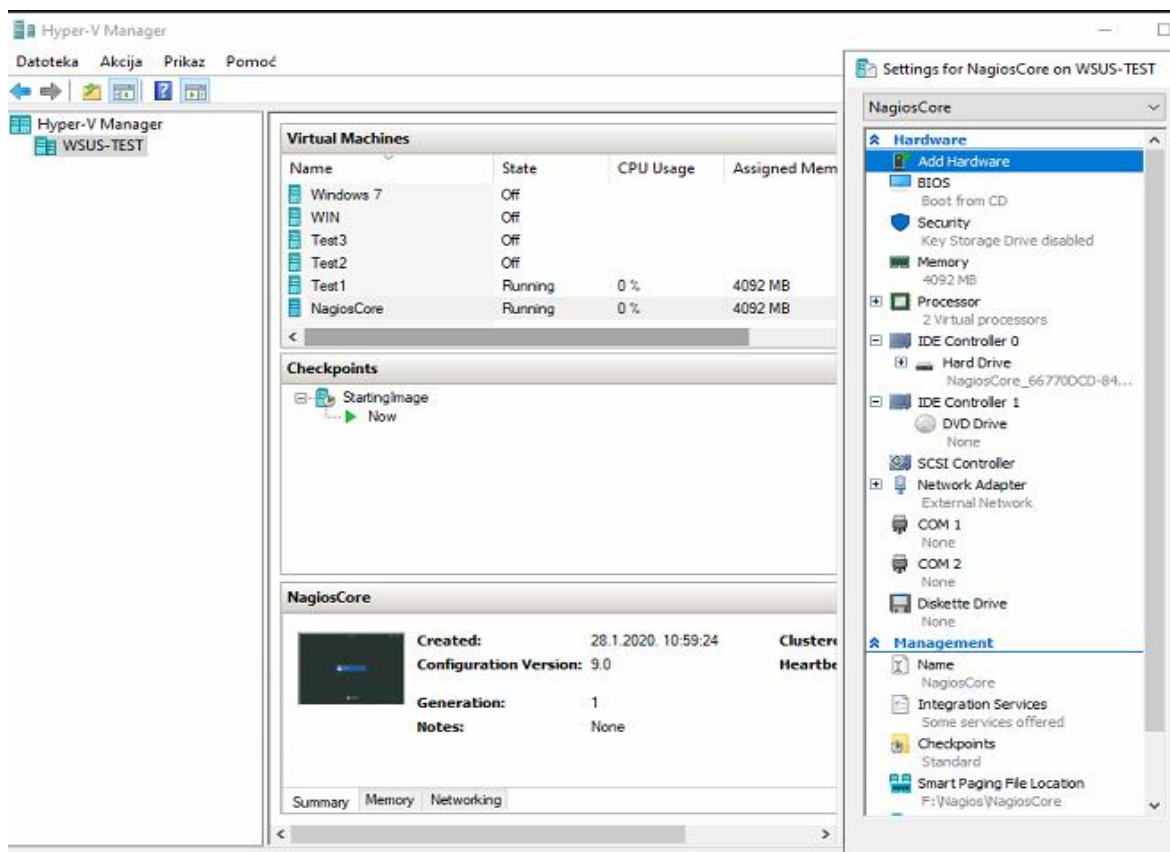 Hyper-V Manager
Datoteka Akcija Prikaz Pomoć
Hyper-V Manager
WSUS-TEST
Virtual Machines
Name State CPU Usage Assigned Mem
Windows 7 Off
WIN Off
Test3 Off
Test2 Off
Test1 Running 0 % 4092 MB
NagiosCore Running 0 % 4092 MB
Checkpoints
StartingImage
Now
NagiosCore
Created: 28.1.2020. 10:59:24 Clustere
Configuration Version: 9.0 Heartbe
Generation: 1
Notes: None
Summary Memory Networking
Settings for NagiosCore on WSUS-TEST
NagiosCore
Hardware
Add Hardware
BIOS
Boot from CD
Security
Key Storage Drive disabled
Memory
4092 MB
Processor
2 Virtual processors
IDE Controller 0
Hard Drive
NagiosCore_66770DCD-84...
IDE Controller 1
DVD Drive
None
SCSI Controller
Network Adapter
External Network
COM 1
None
COM 2
None
Diskette Drive
None
Management
Name
NagiosCore
Integration Services
Some services offered
Checkpoints
Standard
Smart Paging File Location
F:\Nagios\NagiosCore